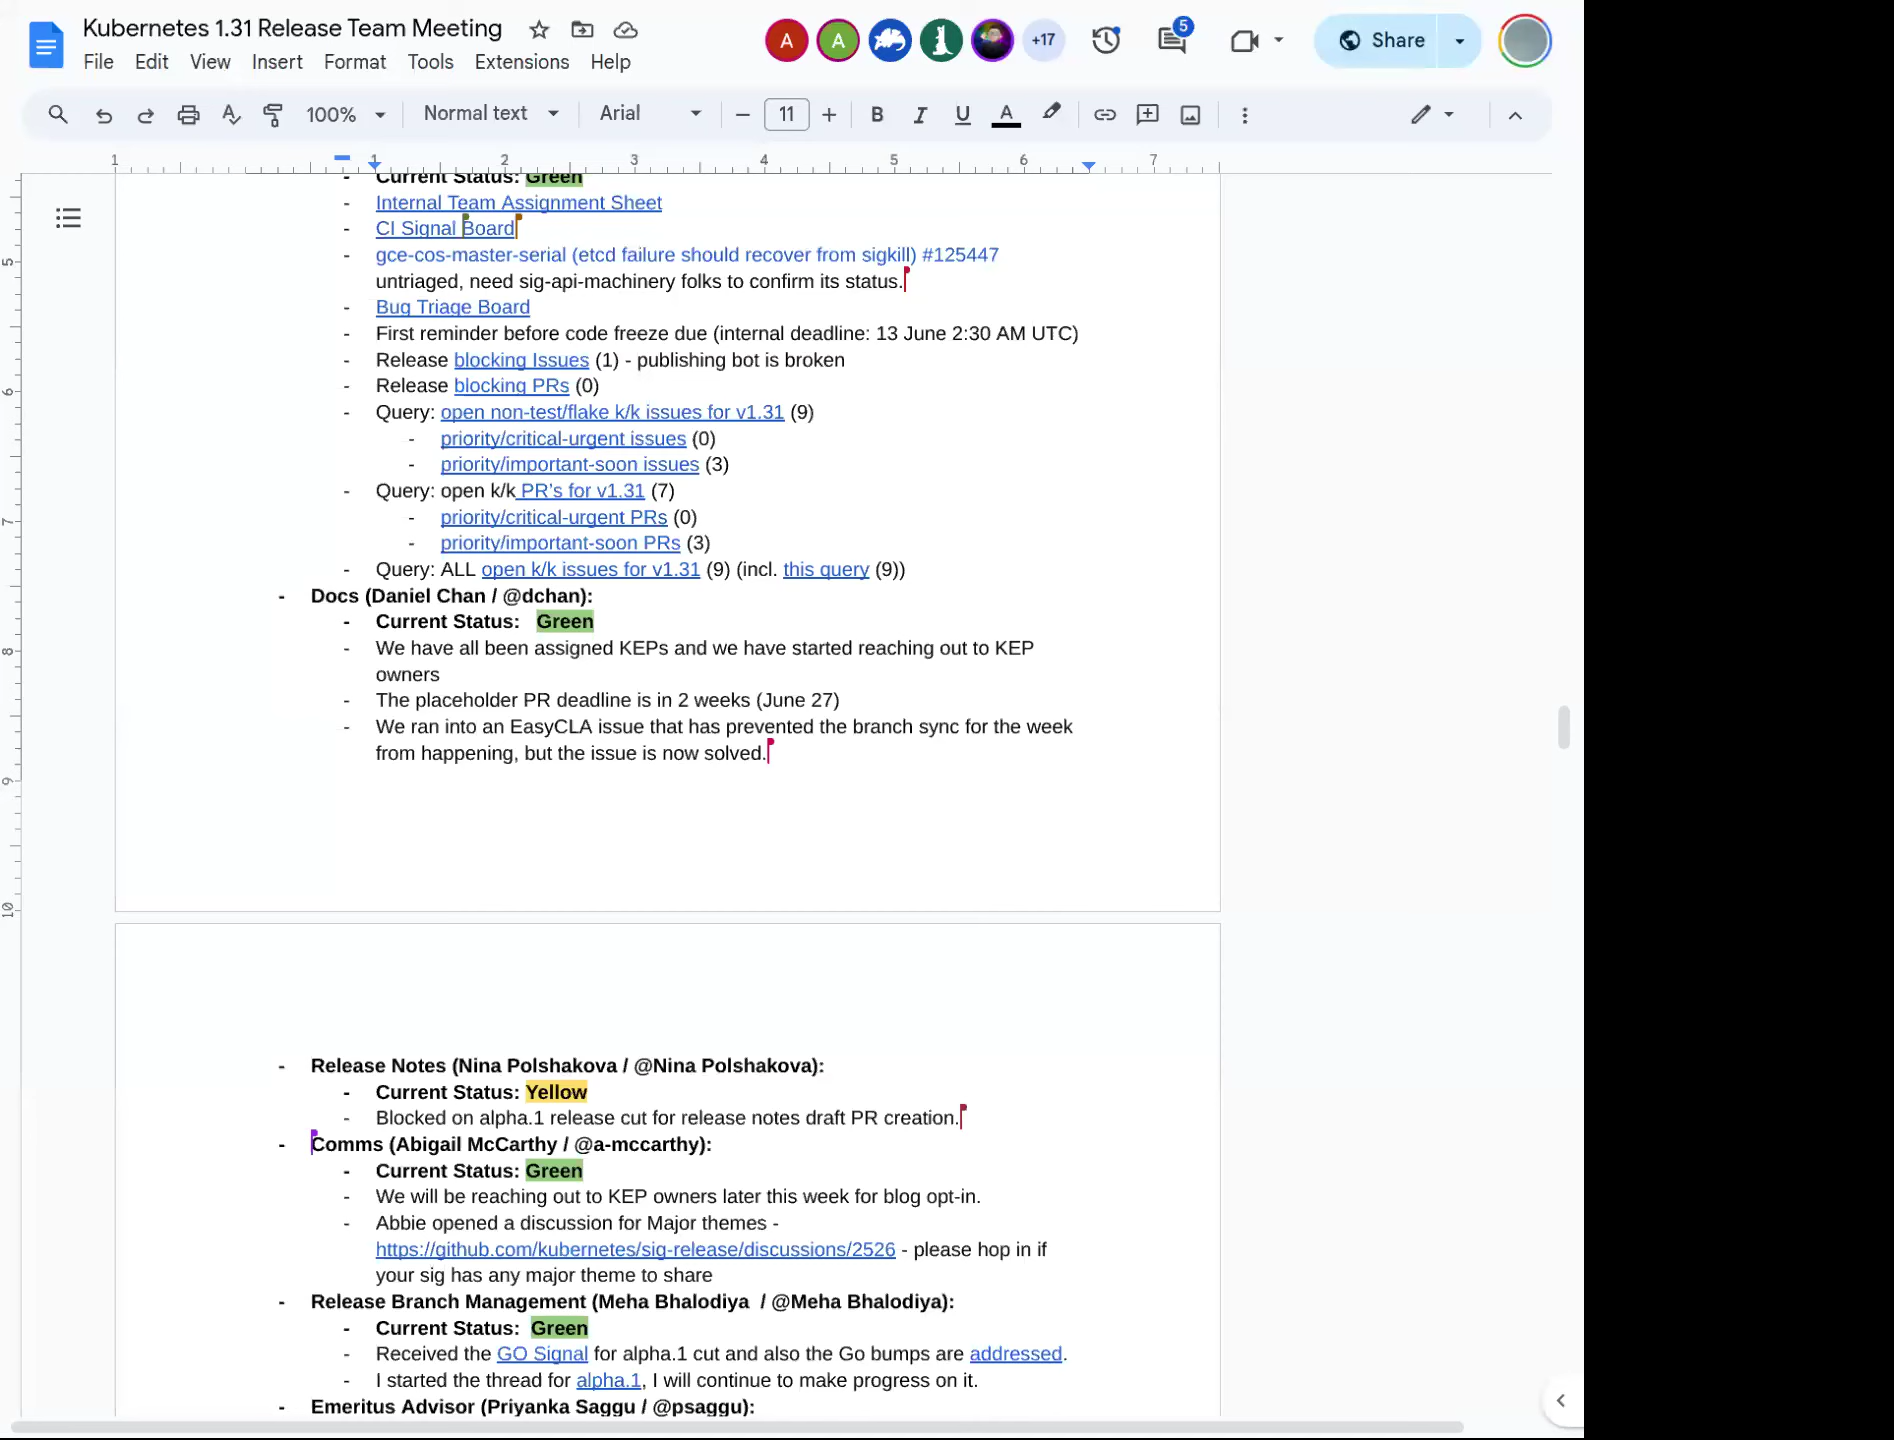 Kubernetes 1.31 Release Team Meeting
A A +17 5 Share
File Edit View Insert Format Tools Extensions Help
100% Normal text Arial 11 B I U A
1 1 2 3 4 5 6 7
- Current Status: Green
- Internal Team Assignment Sheet
- CI Signal Board
- gce-cos-master-serial (etcd failure should recover from sigkill) #125447
untriaged, need sig-api-machinery folks to confirm its status.
- Bug Triage Board
- First reminder before code freeze due (internal deadline: 13 June 2:30 AM UTC)
- Release blocking Issues (1) - publishing bot is broken
- Release blocking PRs (0)
- Query: open non-test/flake k/k issues for v1.31 (9)
- priority/critical-urgent issues (0)
- priority/important-soon issues (3)
- Query: open k/k PR’s for v1.31 (7)
- priority/critical-urgent PRs (0)
- priority/important-soon PRs (3)
- Query: ALL open k/k issues for v1.31 (9) (incl. this query (9))
- Docs (Daniel Chan / @dchan):
- Current Status: Green
- We have all been assigned KEPs and we have started reaching out to KEP
owners
- The placeholder PR deadline is in 2 weeks (June 27)
- We ran into an EasyCLA issue that has prevented the branch sync for the week
from happening, but the issue is now solved.
- Release Notes (Nina Polshakova / @Nina Polshakova):
- Current Status: Yellow
- Blocked on alpha.1 release cut for release notes draft PR creation.
- Comms (Abigail McCarthy / @a-mccarthy):
- Current Status: Green
- We will be reaching out to KEP owners later this week for blog opt-in.
- Abbie opened a discussion for Major themes -
https://github.com/kubernetes/sig-release/discussions/2526 - please hop in if
your sig has any major theme to share
- Release Branch Management (Meha Bhalodiya / @Meha Bhalodiya):
- Current Status: Green
- Received the GO Signal for alpha.1 cut and also the Go bumps are addressed.
- I started the thread for alpha.1, I will continue to make progress on it.
- Emeritus Advisor (Priyanka Saggu / @psaggu):
5
6
7
8
9
10